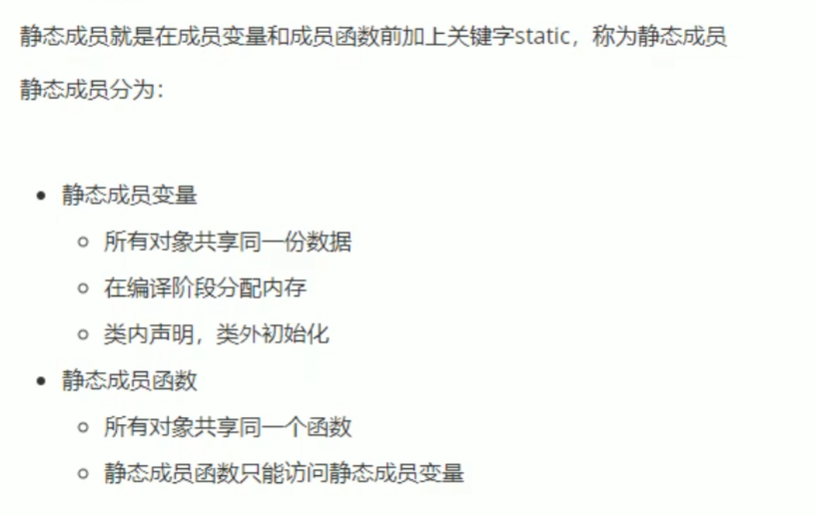 静态成员就是在成员变量和成员函数前加上关键字static，称为静态成员
静态成员分为：
静态成员变量
所有对象共享同一份数据
在编译阶段分配内存
类内声明，类外初始化
静态成员函数
所有对象共享同一个函数
静态成员函数只能访问静态成员变量